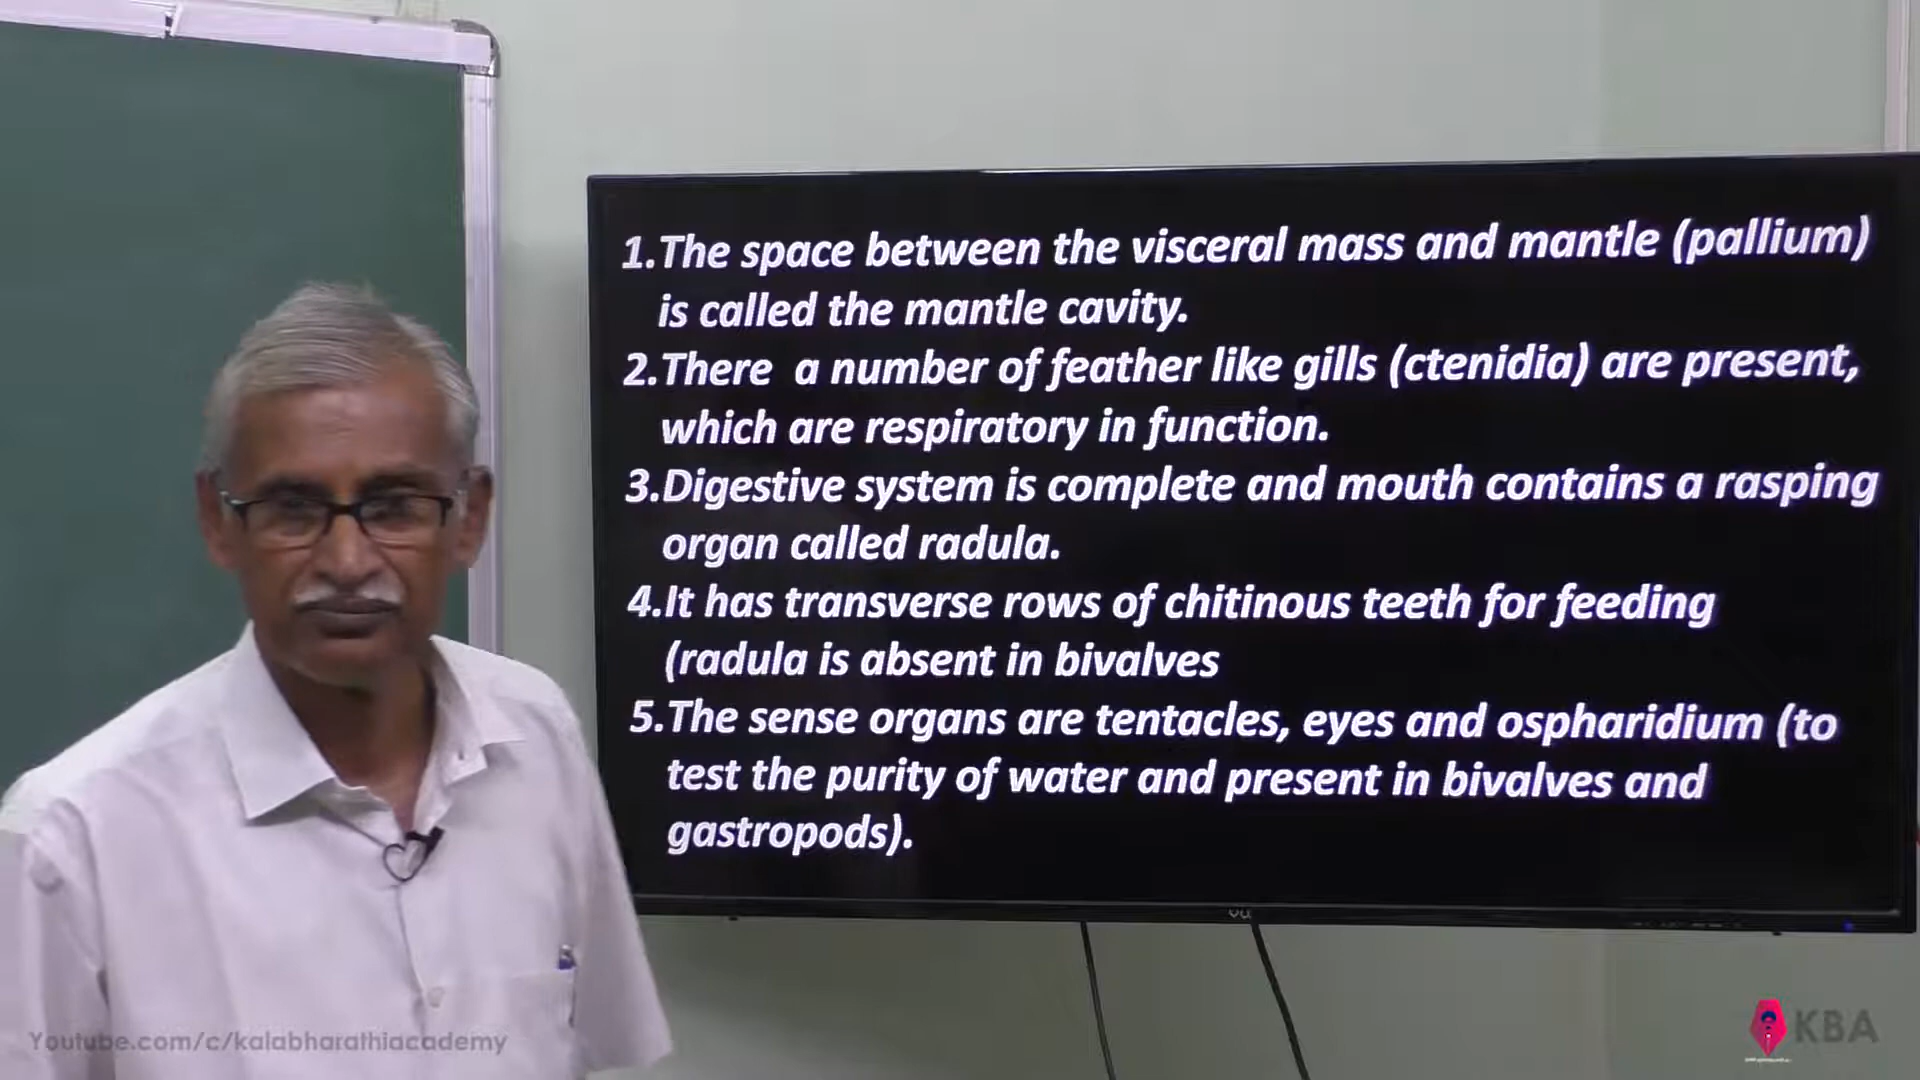 1.The space between the visceral mass and mantle (pallium)
is called the mantle cavity.
2.There a number of feather like gills (ctenidia) are present,
which are respiratory in function.
3.Digestive system is complete and mouth contains a rasping
organ called radula.
4.It has transverse rows of chitinous teeth for feeding
(radula is absent in bivalves
5.The sense organs are tentacles, eyes and ospharidium (to
test the purity of water and present in bivalves and
gastropods).
Vu
Youtube.com/c/kalabharathiacademy
KBA